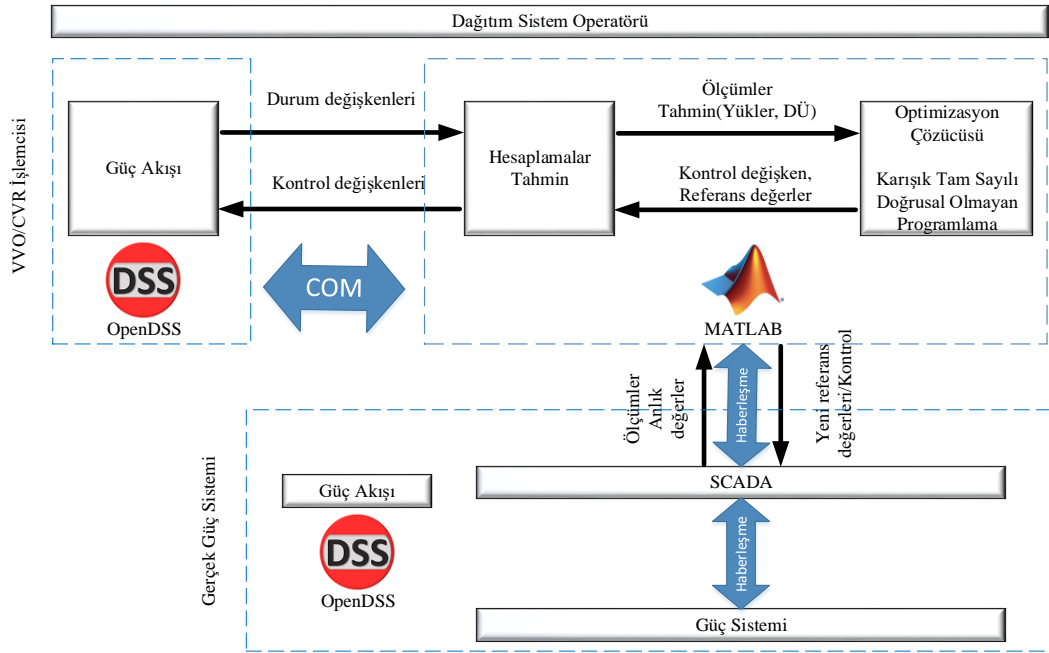 Dağıtım Sistem Operatörü
VVO/CVR İşlemcisi
Güç Akışı
DSS
OpenDSS
Durum değişkenleri
Kontrol değişkenleri
COM
Hesaplamalar
Tahmin
Ölçümler
Tahmin(Yükler, DÜ)
Kontrol değişken,
Referans değerler
Optimizasyon
Çözücüsü
Karışık Tam Sayılı
Doğrusal Olmayan
Programlama
MATLAB
Ölçümler
Anlık
değerler
Haberleşme
Yeni referans
değerleri/Kontrol
Gerçek Güç Sistemi
Güç Akışı
DSS
OpenDSS
SCADA
Haberleşme
Güç Sistemi